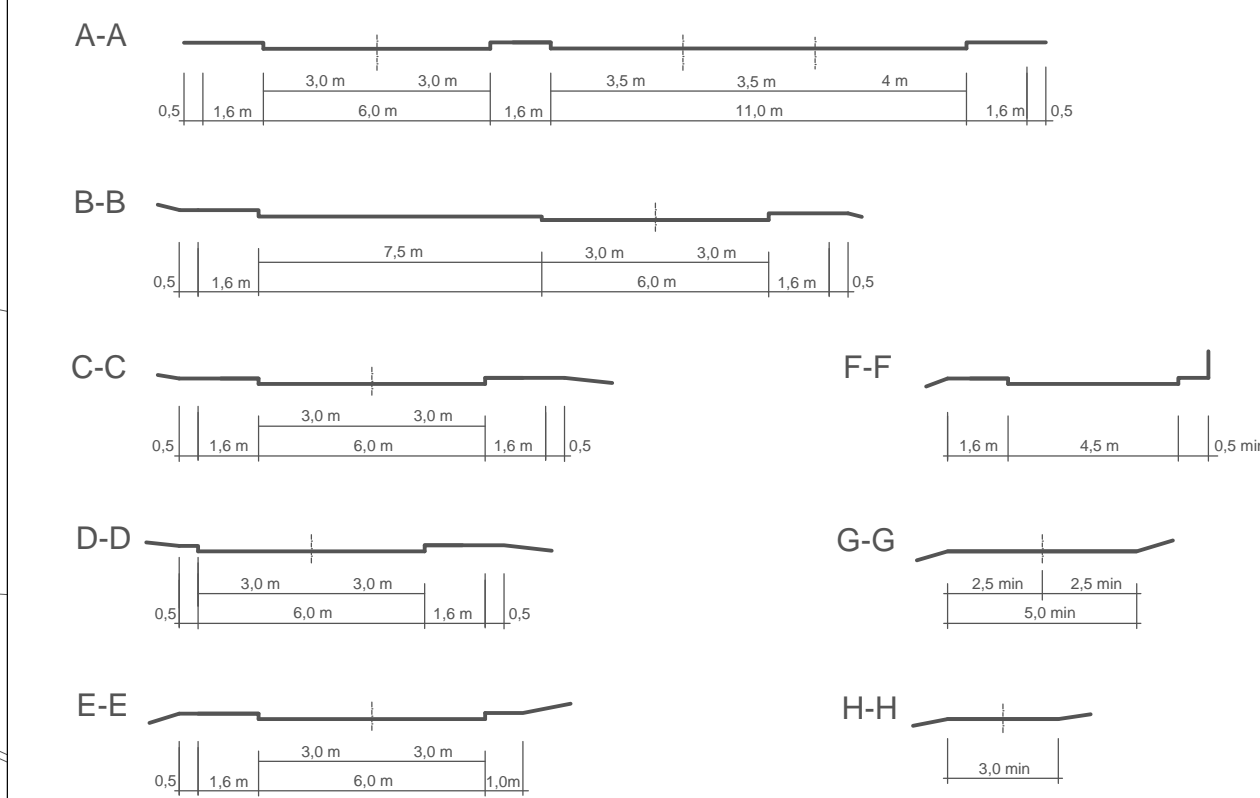 A-A
3,0 m 3,0 m 3,5 m 3,5 m 4 m
0,5 1,6 m 6,0 m 1,6 m 11,0 m 1,6 m 0,5
B-B
7,5 m 3,0 m 3,0 m
0,5 1,6 m 6,0 m 1,6 m 0,5
C-C
3,0 m 3,0 m
0,5 1,6 m 6,0 m 1,6 m 0,5
F-F
1,6 m 4,5 m 0,5 min
D-D
3,0 m 3,0 m
0,5 6,0 m 1,6 m 0,5
G-G
2,5 min 2,5 min
5,0 min
E-E
3,0 m 3,0 m
0,5 1,6 m 6,0 m 1,0m
H-H
3,0 min